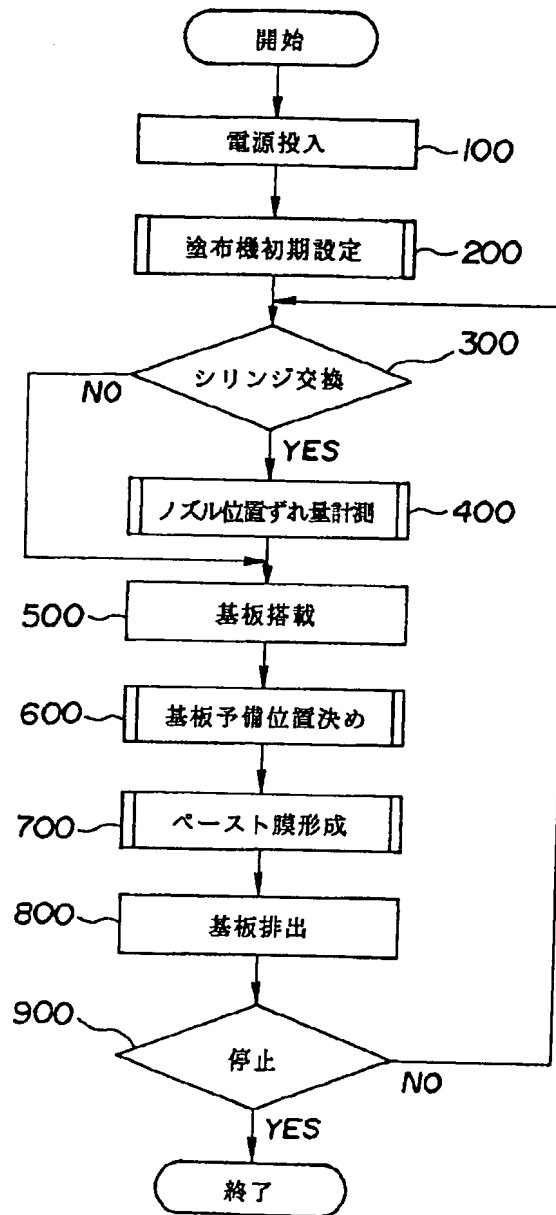 開始
電源投入
100
塗布機初期設定
200
シリンジ交換
300
NO
YES
ノズル位置ずれ量計測
400
500
基板搭載
600
基板予備位置決め
700
ペースト膜形成
800
基板排出
900
停止
NO
YES
終了